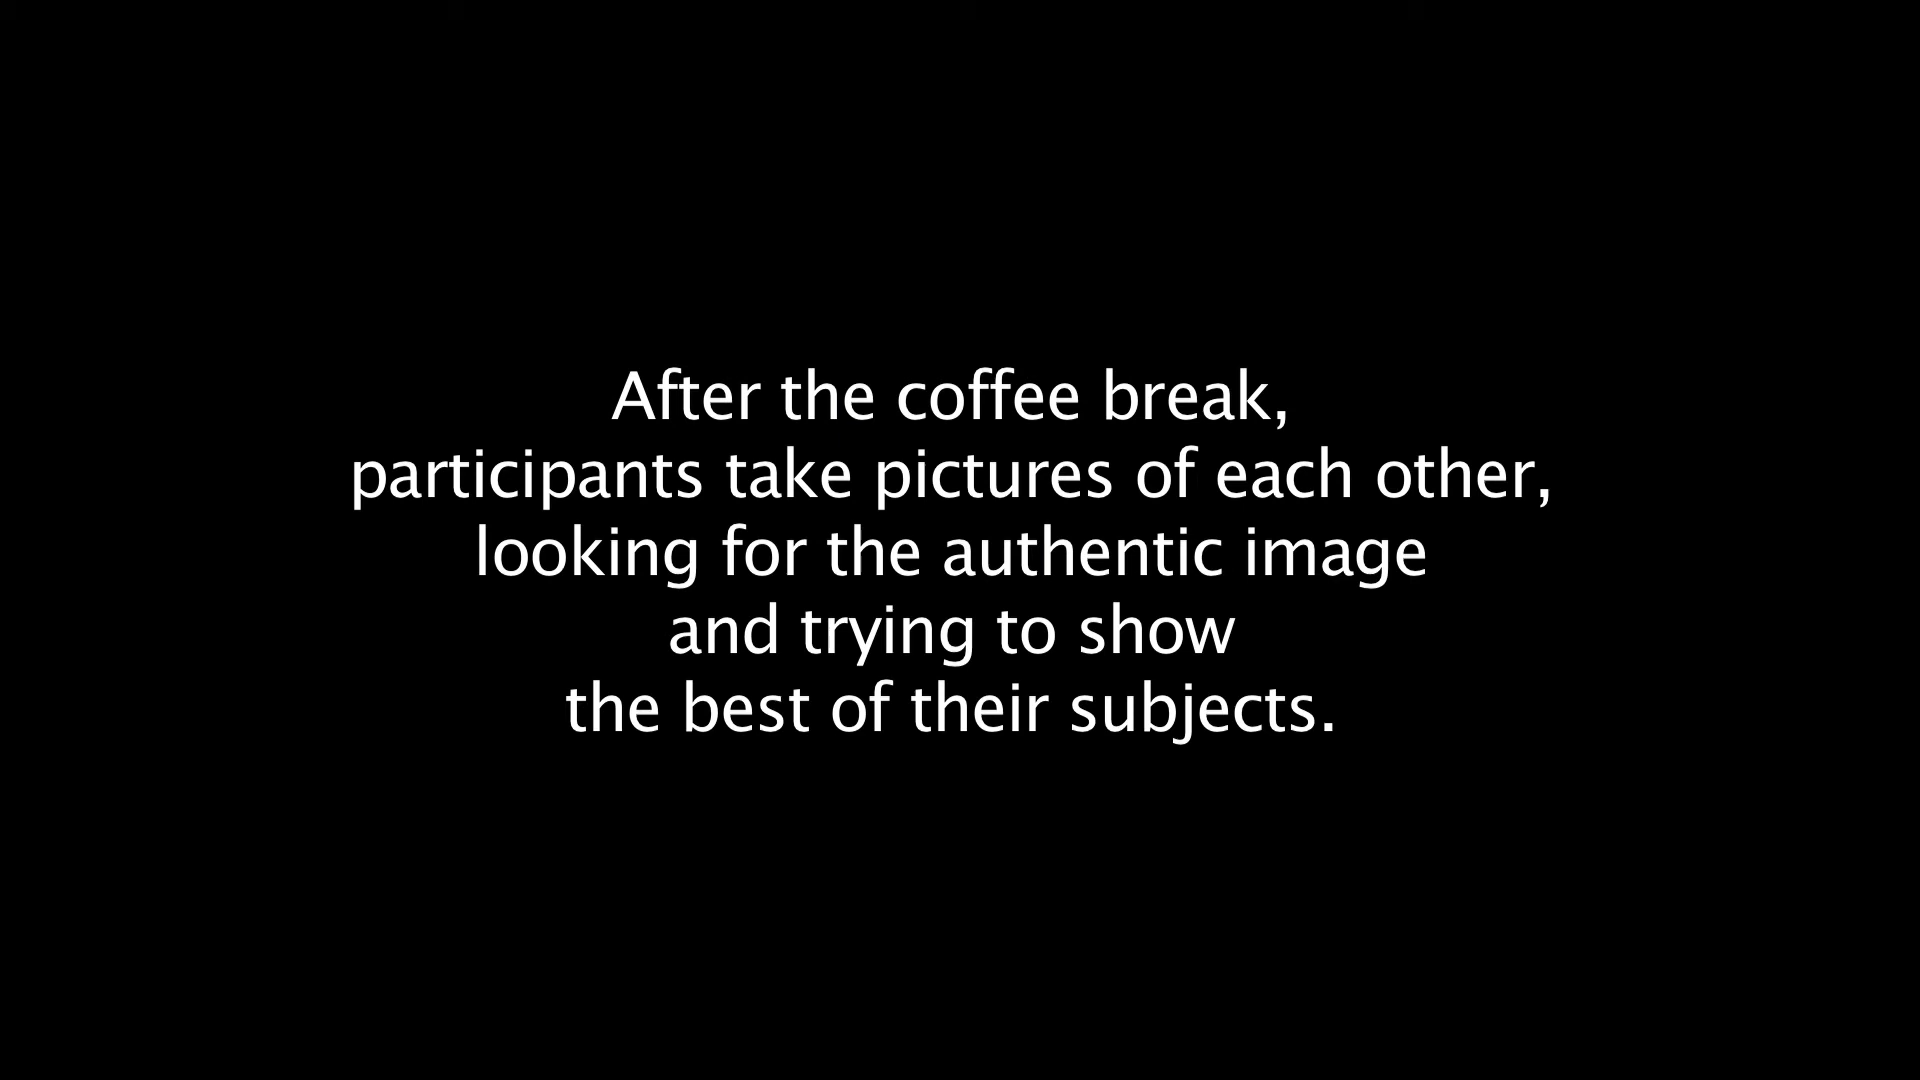 After the coffee break,
participants take pictures of each other,
looking for the authentic image
and trying to show
the best of their subjects.